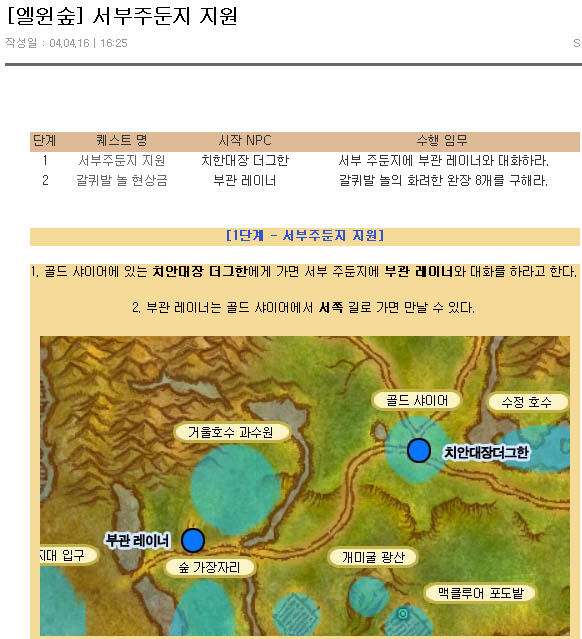 [엘윈숲] 서부주둔지 지원
작성일 : 04.04.16 | 16:25
S
단계 퀘스트 명 시작 NPC 수행 임무
1 서부주둔지 지원 치한대장 더그한 서부 주둔지에 부관 레이너와 대화하라.
2 갈퀴발 놀 현상금 부관 레이너 갈퀴발 놀의 화려한 완장 8개를 구해라.
[1단계 - 서부주둔지 지원]
1. 골드 샤이어에 있는 치안대장 더그한에게 가면 서부 주둔지에 부관 레이너와 대화를 하라고 한다.
2. 부관 레이너는 골드 샤이어에서 서쪽 길로 가면 만날 수 있다.
골드 샤이어
수정 호수
거울호수 과수원
치안대장더그한
부관 레이너
지대 입구
숲 가장자리
개미굴 광산
맥클루어 포도밭